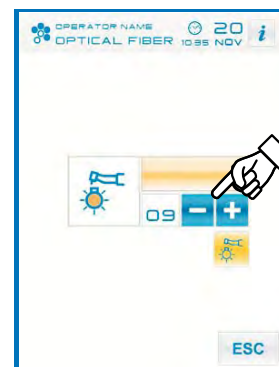 OPERATOR NAME
OPTICAL FIBER
10:35
20
NOV
i
09
ESC